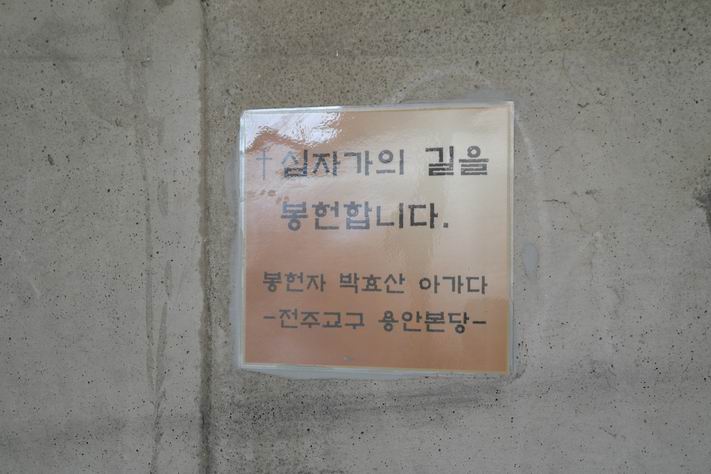 †십자가의 길을
봉헌합니다.
봉헌자 박효산 아가다
-전주교구 용안본당-